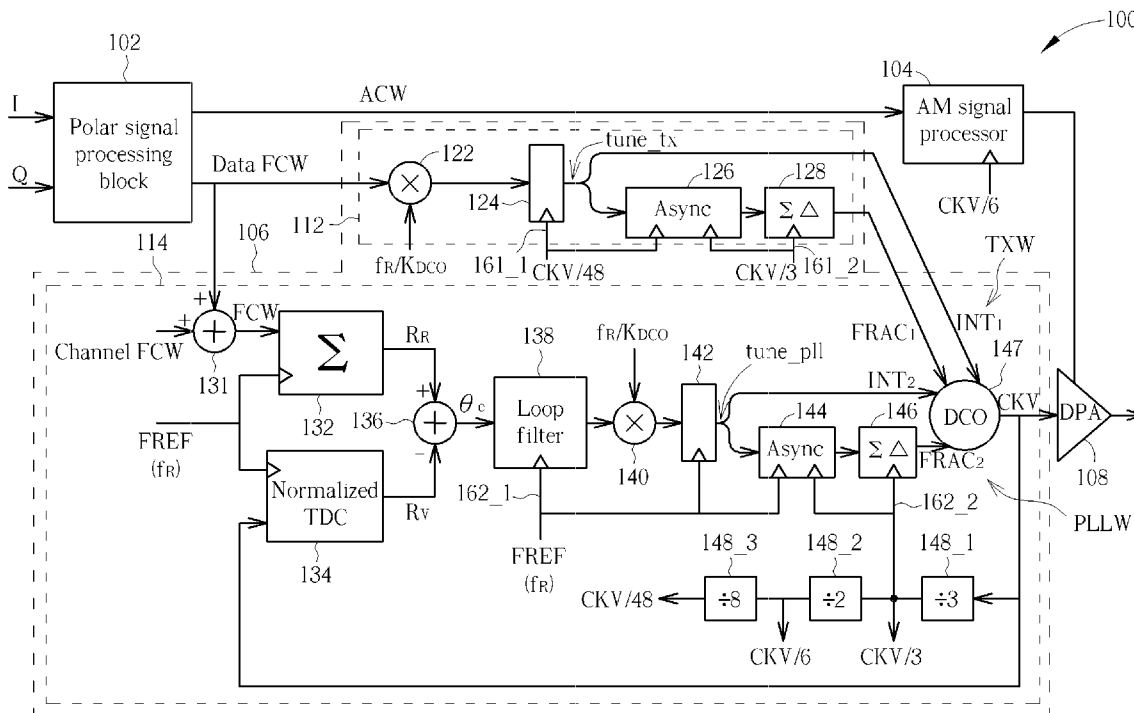 100
102
104
I
ACW
AM signal
processor
Polar signal
processing
block
122
tune_tx
Data FCW
126
128
Q
×
Async
Σ Δ
124
CKV/6
112
106
114
161_1
161_2
TXW
fR/KDCO
CKV/48
CKV/3
+
+
FCW
+
Channel FCW
131
Σ
132
RR
138
fR/KDCO
142
tune_pll
FRAC1
INT1
147
INT2
+
136
+
θc
Loop
filter
×
140
144
146
DCO
CKV
DPA
Async
Σ Δ
FRAC2
108
FREF
(fR)
-
Normalized
TDC
RV
134
162_1
162_2
FREF
(fR)
PLLW
148_3
148_2
148_1
CKV/48
÷8
÷2
÷3
CKV/6
CKV/3